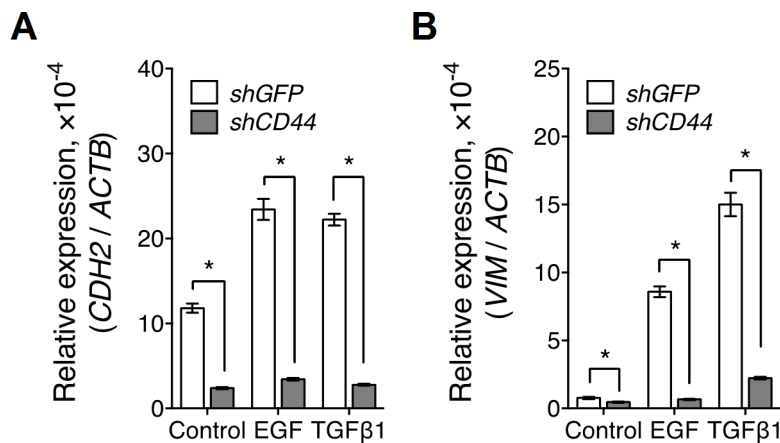 A
Relative expression, ×10⁻⁴
(CDH2 / ACTB)
40
30
20
10
0
shGFP
shCD44
*
*
*
Control EGF TGFβ1
B
Relative expression, ×10⁻⁴
(VIM / ACTB)
25
20
15
10
5
0
shGFP
shCD44
*
*
*
Control EGF TGFβ1